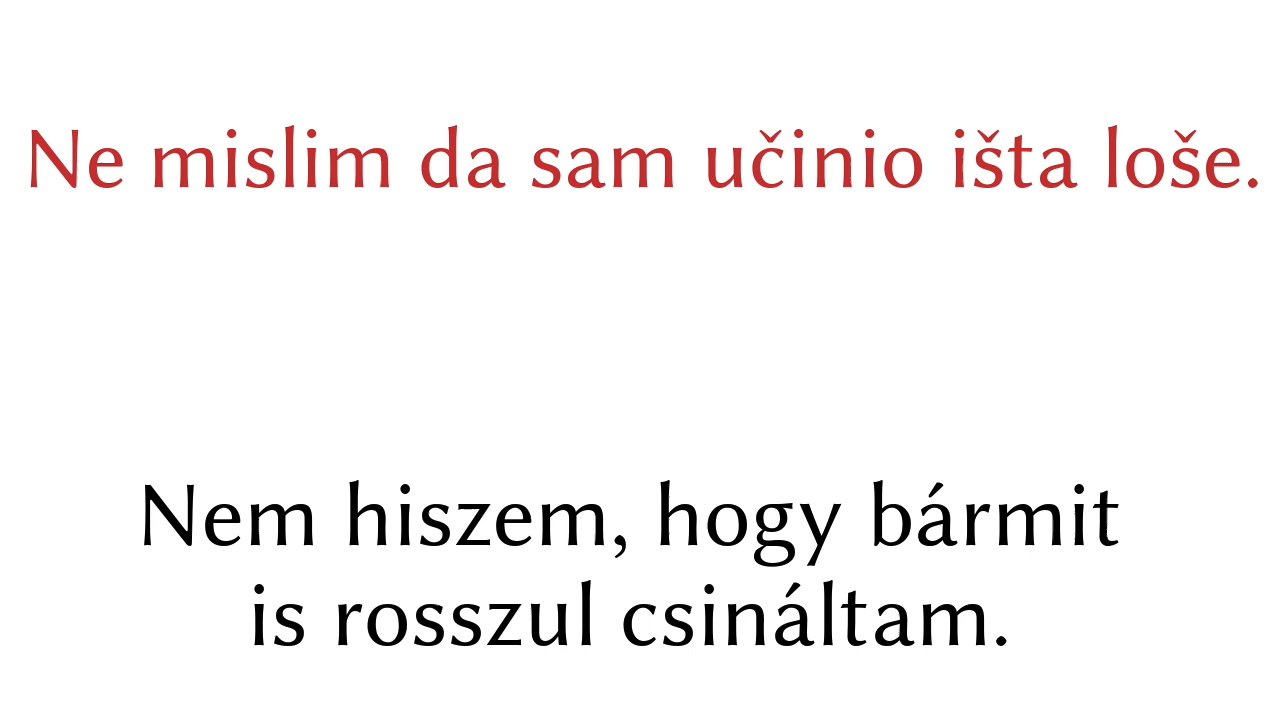 Ne mislim da sam učinio išta loše.
Nem hiszem, hogy bármit
is rosszul csináltam.